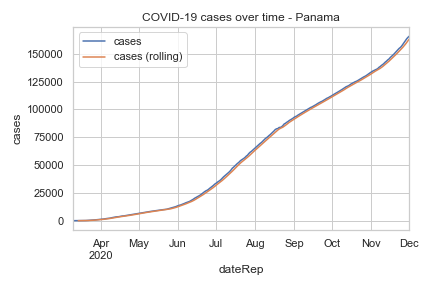 COVID-19 cases over time - Panama
cases
cases (rolling)
cases
150000
125000
100000
75000
50000
25000
0
Apr May Jun Jul Aug Sep Oct Nov Dec
2020
dateRep